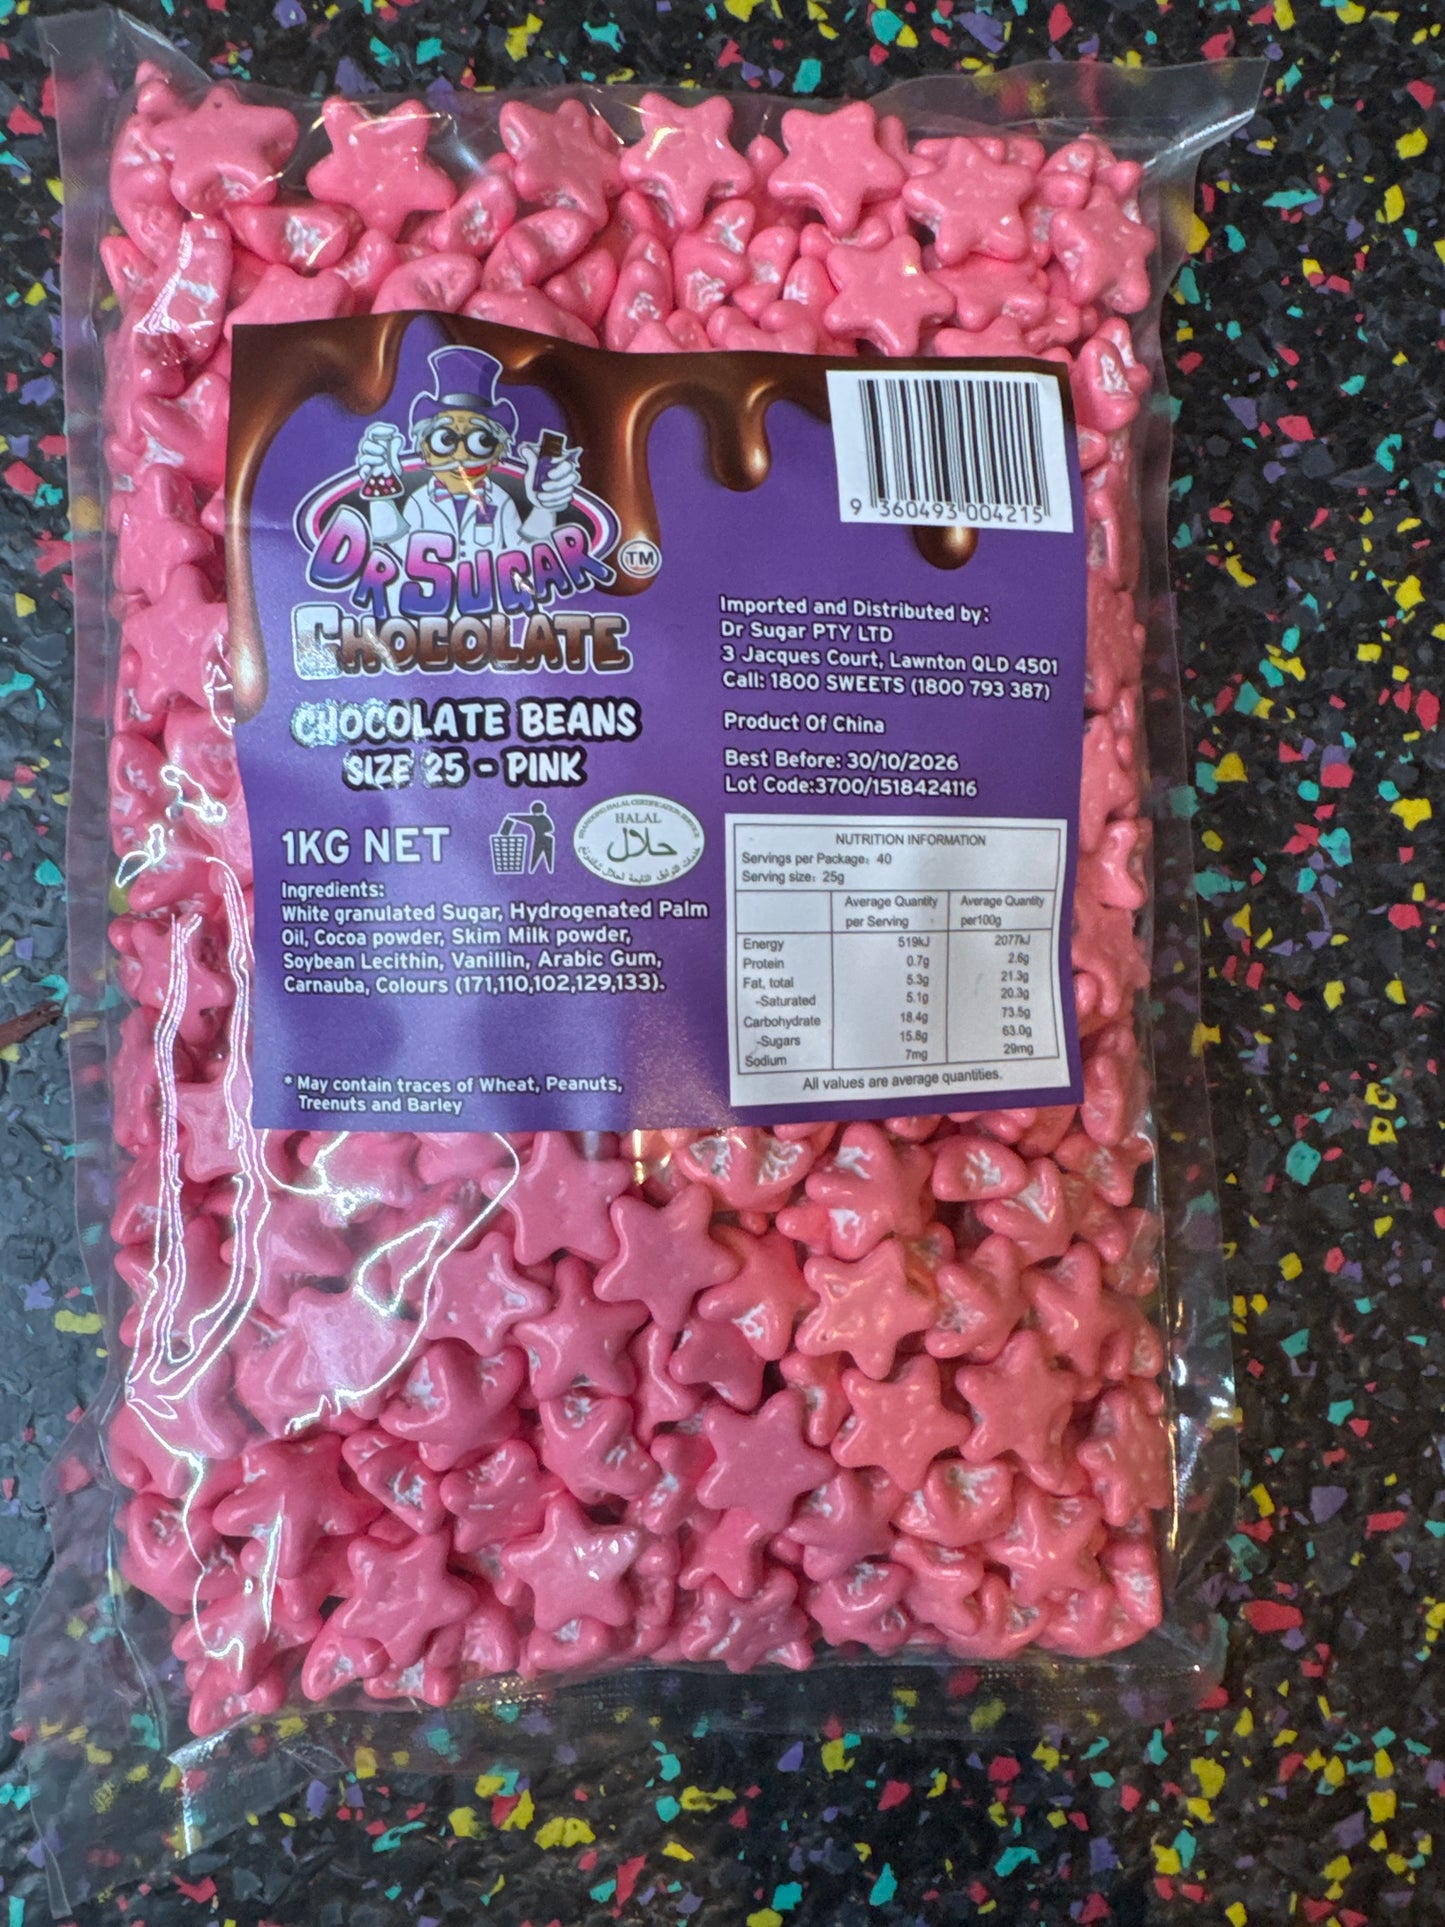 DR SUGAR TM
CHOCOLATE
CHOCOLATE BEANS
SIZE 25 - PINK
1KG NET
HALAL
حلال
Ingredients:
White granulated Sugar, Hydrogenated Palm
Oil, Cocoa powder, Skim Milk powder,
Soybean Lecithin, Vanillin, Arabic Gum,
Carnauba, Colours (171,110,102,129,133).
* May contain traces of Wheat, Peanuts,
Treenuts and Barley
9 360493 004215
Imported and Distributed by:
Dr Sugar PTY LTD
3 Jacques Court, Lawnton QLD 4501
Call: 1800 SWEETS (1800 793 387)
Product Of China
Best Before: 30/10/2026
Lot Code:3700/1518424116
NUTRITION INFORMATION
Servings per Package: 40
Serving size: 25g
Average Quantity per Serving Average Quantity per100g
Energy 519kJ 2077kJ
Protein 0.7g 2.6g
Fat, total 5.3g 21.3g
-Saturated 5.1g 20.3g
Carbohydrate 18.4g 73.5g
-Sugars 15.8g 63.0g
Sodium 7mg 29mg
All values are average quantities.